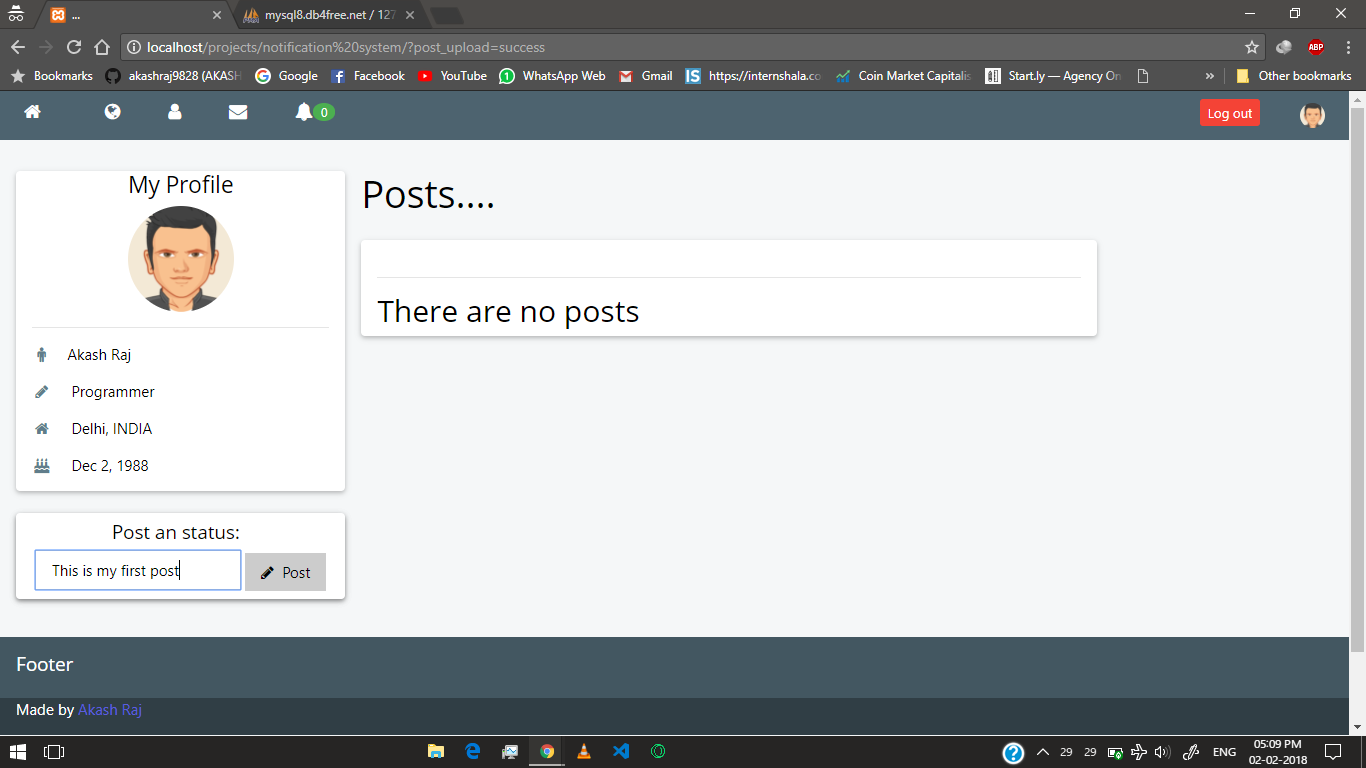 ...
mysql8.db4free.net / 127
localhost/projects/notification%20system/?post_upload=success
ABP
Bookmarks
akashraj9828 (AKASH
Google
Facebook
YouTube
WhatsApp Web
Gmail
IS https://internshala.co
Coin Market Capitalis
Start.ly — Agency On
»
Other bookmarks
0
Log out
My Profile
Akash Raj
Programmer
Delhi, INDIA
Dec 2, 1988
Post an status:
This is my first post
Post
Posts....
There are no posts
Footer
Made by Akash Raj
29
29
ENG
05:09 PM
02-02-2018